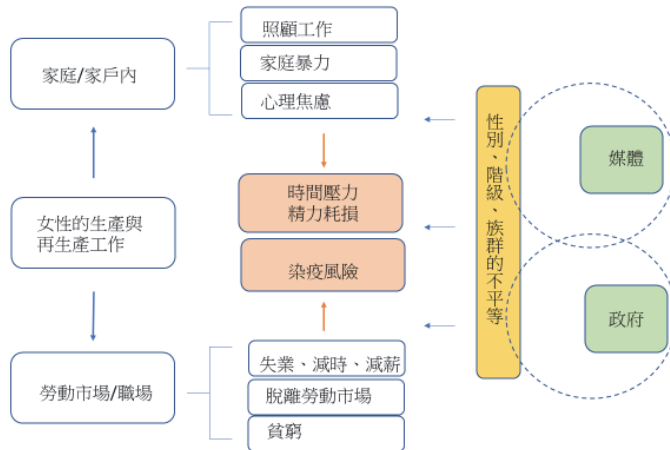 照顧工作
家庭/家戶內
家庭暴力
心理焦慮
性別、階級、族群的不平等
媒體
時間壓力
精力耗損
女性的生產與
再生產工作
染疫風險
政府
失業、減時、減薪
勞動市場/職場
脫離勞動市場
貧窮